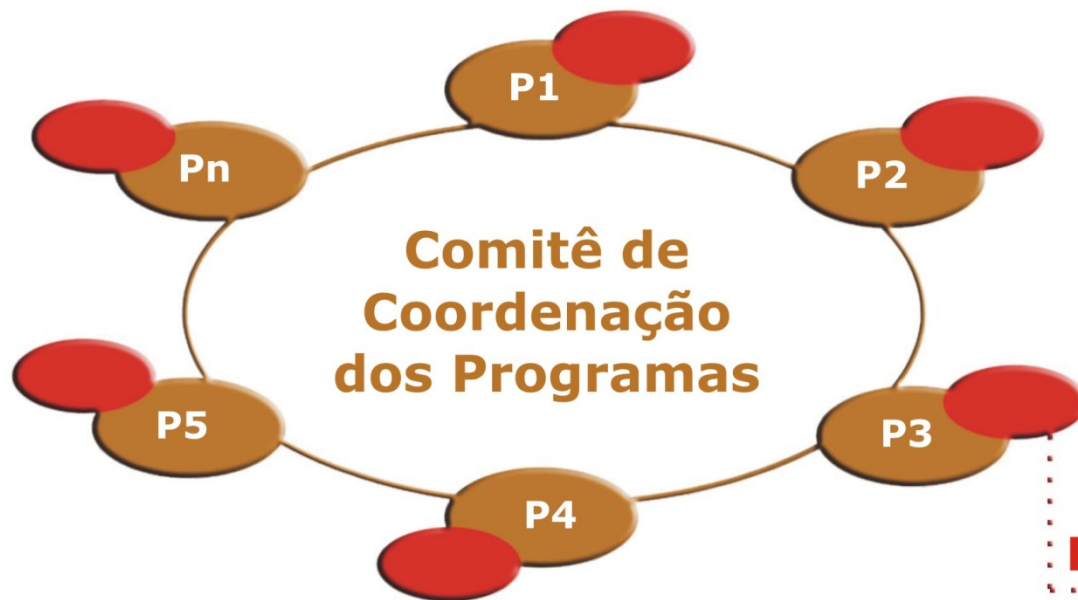 P1
Pn
P2
Comitê de
Coordenação
dos Programas
P5
P3
P4